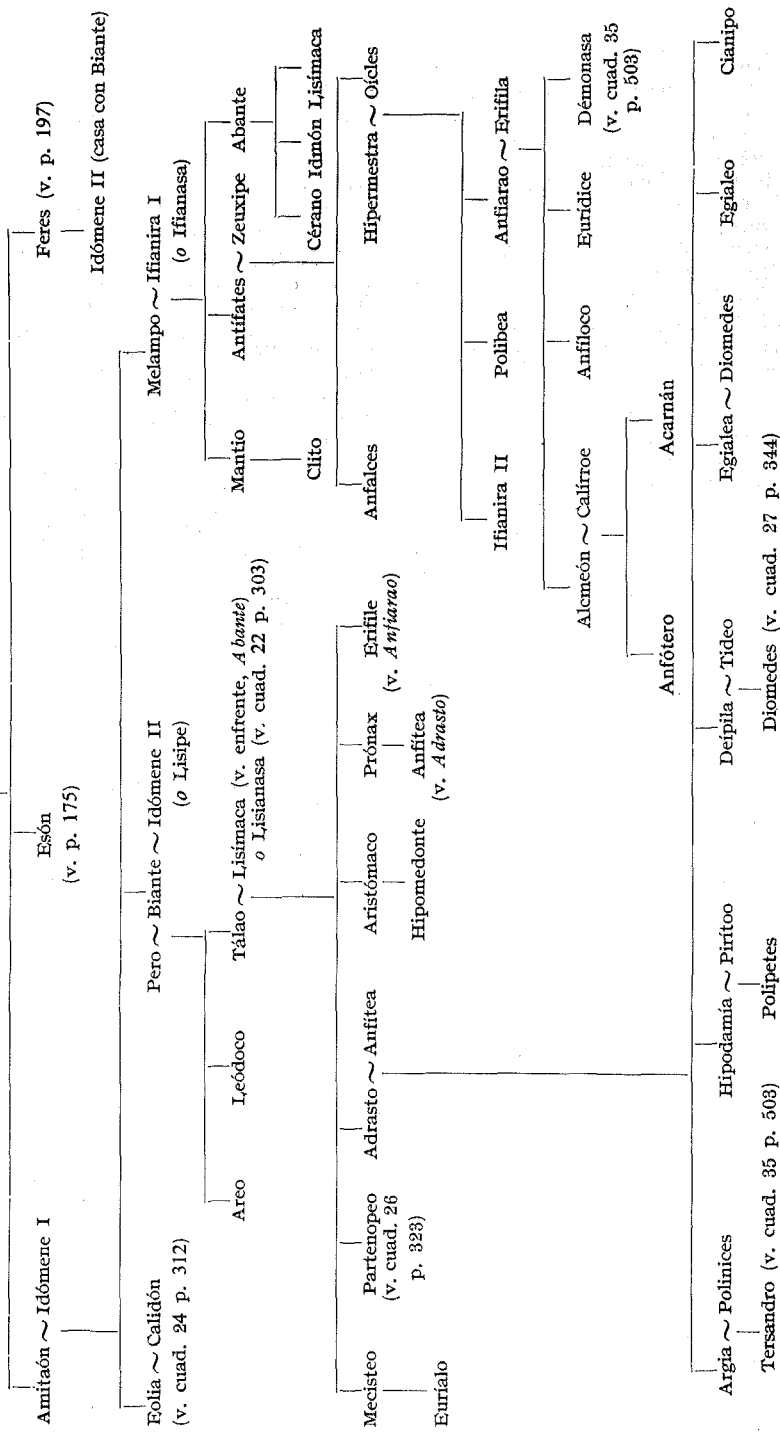 Amitaón ~ Idómene I
Esón
(v. p. 175)
Feres (v. p. 197)
Idómene II (casa con Biante)
Eolia ~ Calidón
(v. cuad. 24 p. 312)
Pero ~ Biante ~ Idómene II
(o Lisipe)
Melampo ~ Ifianira I
(o Ifianasa)
Areo
Leódoco
Tálao ~ Lisímaca (v. enfrente, Abante)
o Lisianasa (v. cuad. 22 p. 303)
Mantio
Antífates ~ Zeuxipe
Abante
Clito
Cérano Idmón Lisímaca
Mecisteo
Partenopeo
(v. cuad. 26
p. 323)
Adrasto ~ Anfítea
Aristómaco
Prónax
Erifile
(v. Anfiarao)
Anfalces
Hipermestra ~ Oícles
Euríalo
Hipomedonte
Anfítea
(v. Adrasto)
Ifianira II
Polibea
Anfiarao ~ Erifila
Alcmeón ~ Calírroe
Anfíloco
Eurídice
Démonasa
(v. cuad. 35
p. 503)
Anfótero
Acarnán
Argia ~ Polinices
Hipodamía ~ Pirítoo
Deípila ~ Tideo
Egialea ~ Diomedes
Egialeo
Cianipo
Tersandro (v. cuad. 35 p. 503)
Polipetes
Diomedes (v. cuad. 27 p. 344)